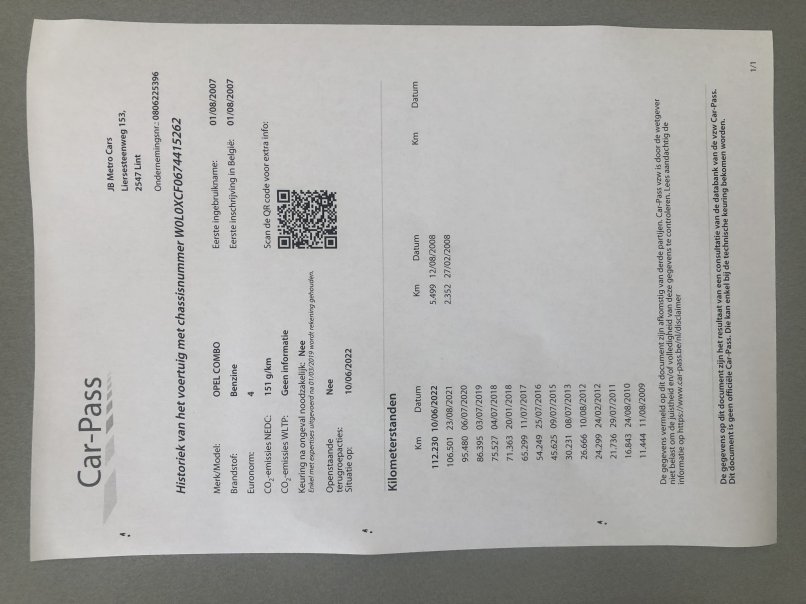 Car-Pass
JB Metro Cars
Liersesteenweg 153,
2547 Lint
Ondernemingsnr.: 0806225396
Historiek van het voertuig met chassisnummer W0L0XCF0674415262
Merk/Model: OPEL COMBO
Eerste ingebruikname: 01/08/2007
Brandstof: Benzine
Eerste inschrijving in België: 01/08/2007
Euronorm: 4
CO₂-emissies NEDC: 151 g/km
Scan de QR code voor extra info:
CO₂-emissies WLTP: Geen informatie
Keuring na ongeval noodzakelijk: Nee
Enkel met expertises uitgevoerd na 01/03/2019 wordt rekening gehouden.
Openstaande Nee
terugroepacties:
Situatie op: 10/06/2022
Kilometerstanden
Km Datum Km Datum Km Datum
112.230 10/06/2022 5.499 12/08/2008
106.501 23/08/2021 2.352 27/02/2008
95.480 06/07/2020
86.395 03/07/2019
75.527 04/07/2018
71.363 20/01/2018
65.299 11/07/2017
54.249 25/07/2016
45.625 09/07/2015
30.231 08/07/2013
26.666 10/08/2012
24.299 24/02/2012
21.736 29/07/2011
16.843 24/08/2010
11.444 11/08/2009
De gegevens vermeld op dit document zijn afkomstig van derde partijen. Car-Pass vzw is door de wetgever
niet belast om de juistheid en/of volledigheid van deze gegevens te controleren. Lees aandachtig de
informatie op https://www.car-pass.be/nl/disclaimer
De gegevens op dit document zijn het resultaat van een consultatie van de databank van de vzw Car-Pass.
Dit document is geen officiële Car-Pass. Die kan enkel bij de technische keuring bekomen worden.
1/1